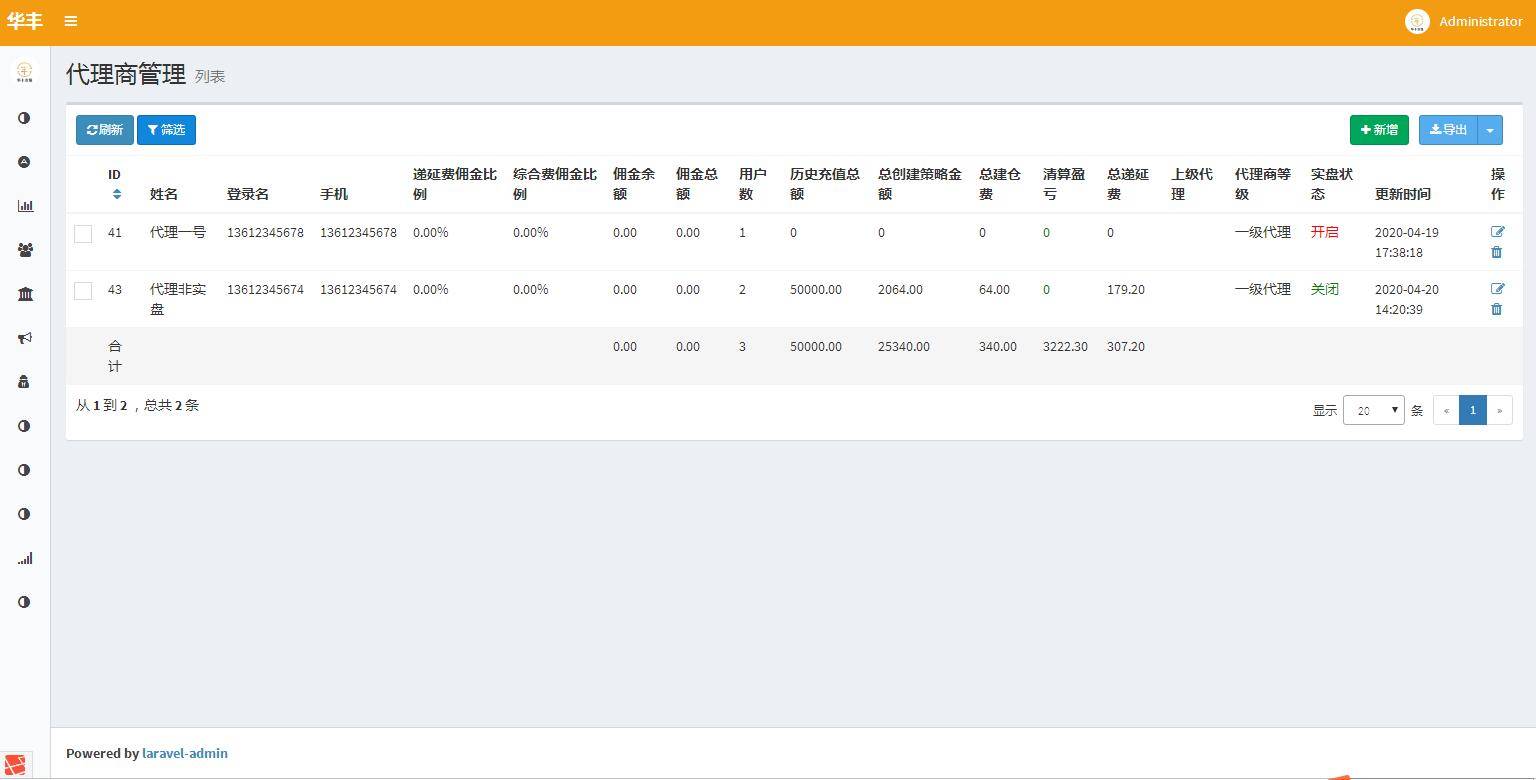 华丰
Administrator
代理商管理 列表
刷新 筛选 新增 导出
ID 姓名 登录名 手机 递延费佣金比例 综合费佣金比例 佣金余额 佣金总额 用户数 历史充值总额 总创建策略金额 总建仓费 清算盈亏 总递延费 上级代理 代理商等级 实盘状态 更新时间 操作
41 代理一号 13612345678 13612345678 0.00% 0.00% 0.00 0.00 1 0 0 0 0 0 一级代理 开启 2020-04-19 17:38:18
43 代理非实盘 13612345674 13612345674 0.00% 0.00% 0.00 0.00 2 50000.00 2064.00 64.00 0 179.20 一级代理 关闭 2020-04-20 14:20:39
合计 0.00 0.00 3 50000.00 25340.00 340.00 3222.30 307.20
从 1 到 2 ，总共 2 条
显示 20 条 « 1 »
Powered by laravel-admin